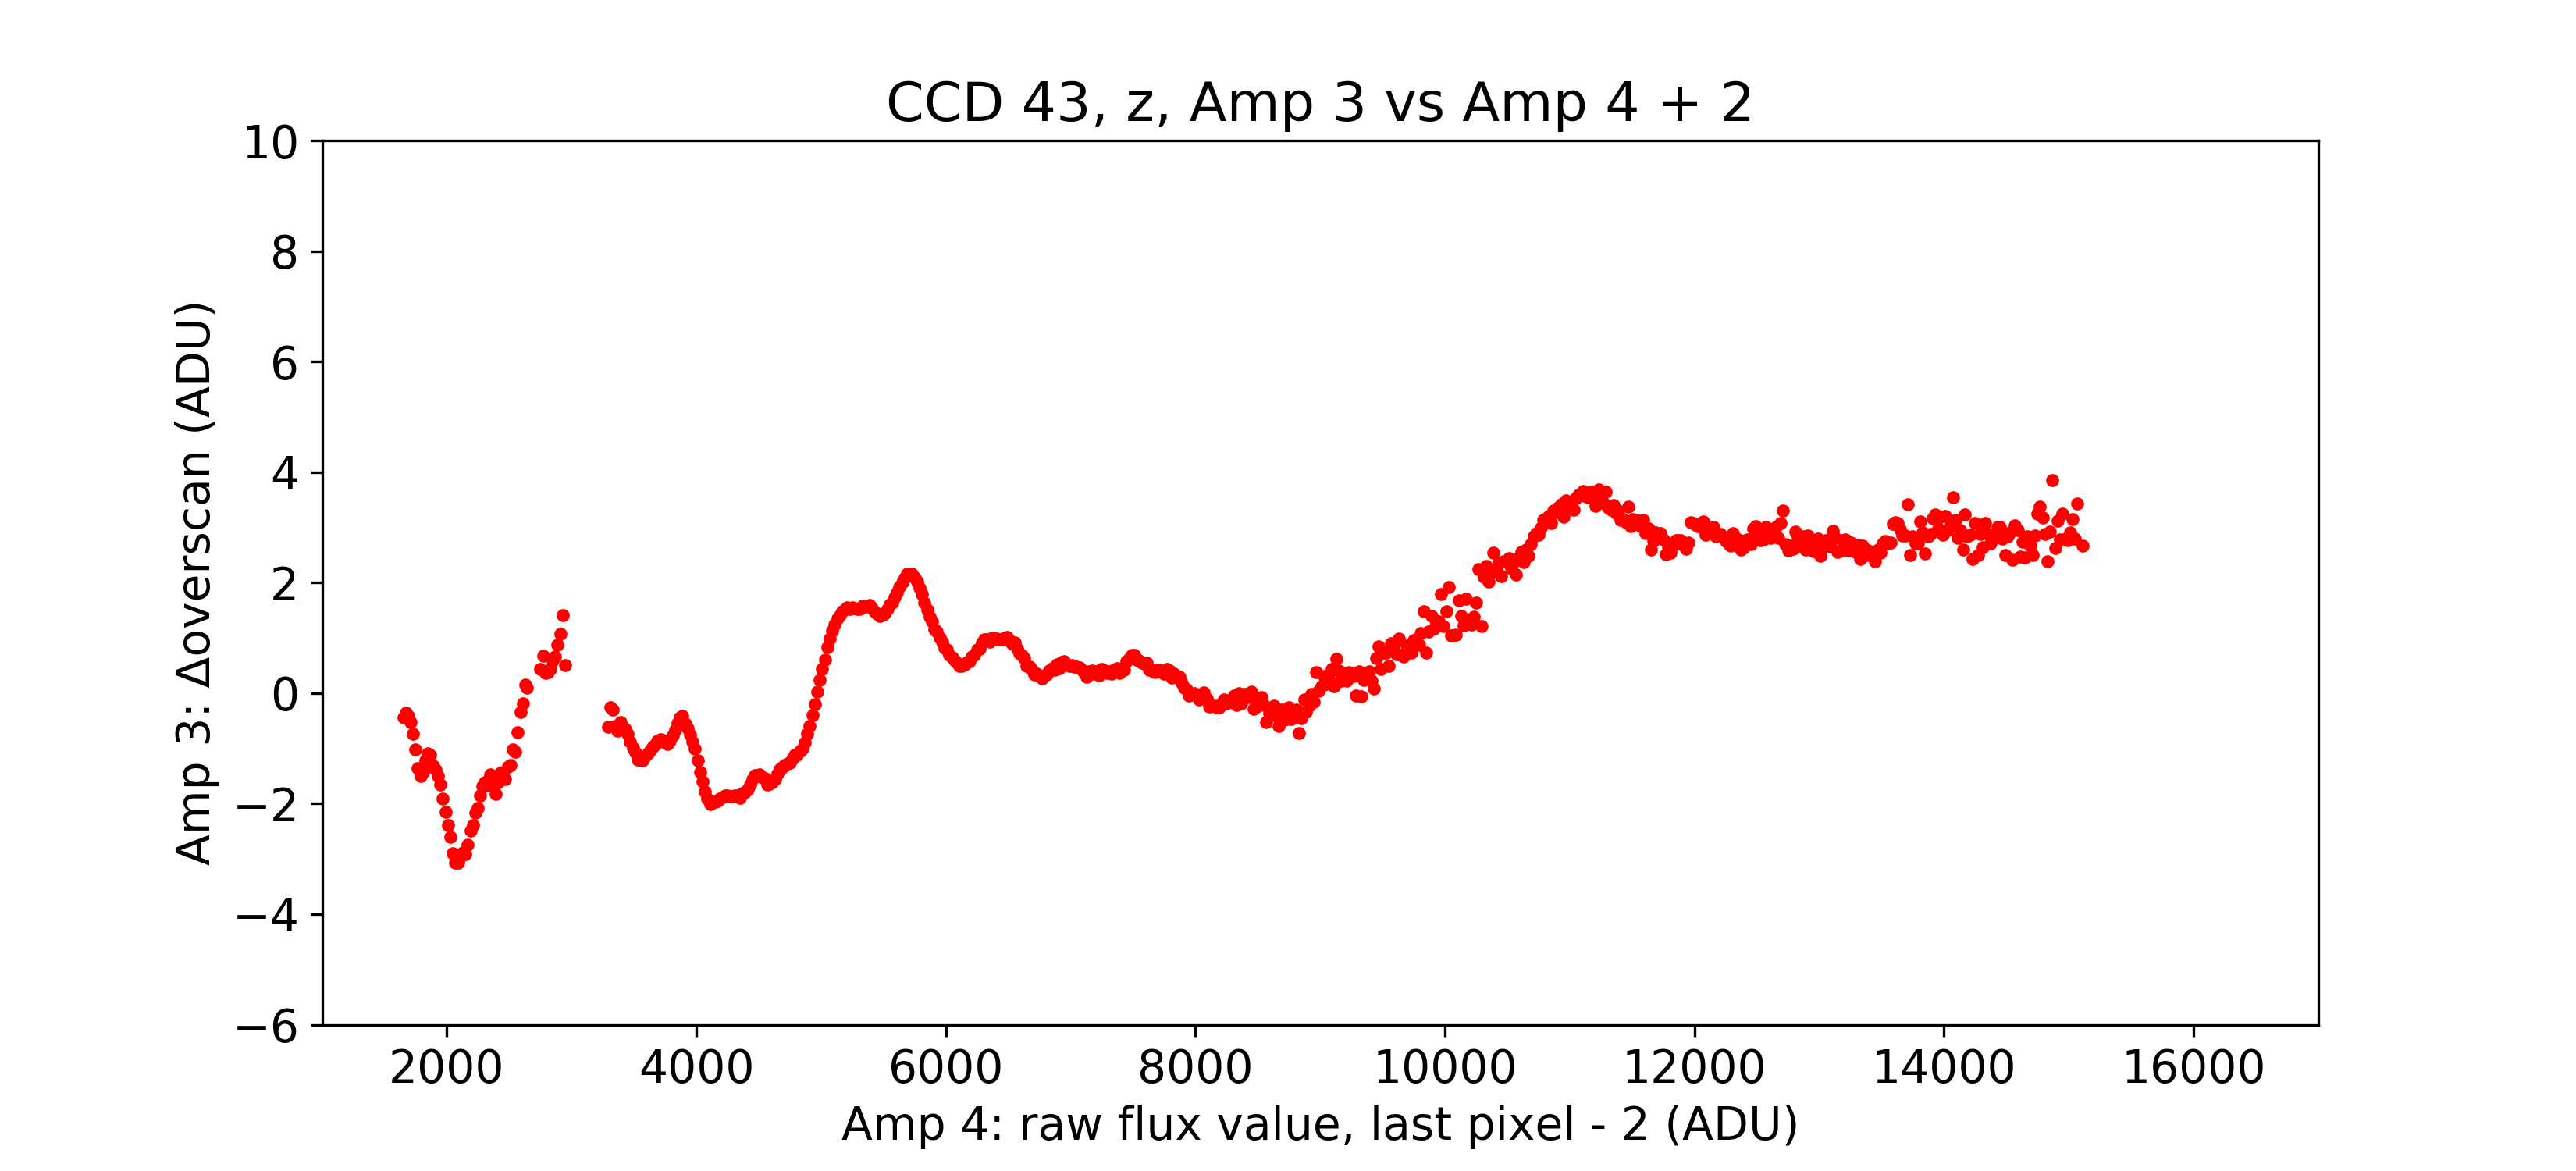 CCD 43, z, Amp 3 vs Amp 4 + 2
10
8
6
4
2
0
−2
−4
−6
Amp 3: Δoverscan (ADU)
2000 4000 6000 8000 10000 12000 14000 16000
Amp 4: raw flux value, last pixel - 2 (ADU)